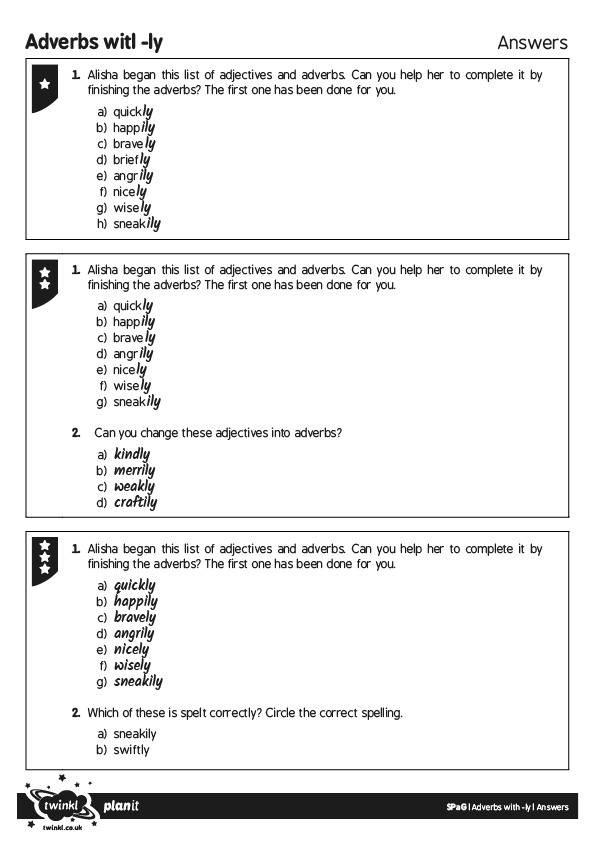 Adverbs witl -ly
Answers
1. Alisha began this list of adjectives and adverbs. Can you help her to complete it by
finishing the adverbs? The first one has been done for you.
a) quickly
b) happily
c) bravely
d) briefly
e) angrily
f) nicely
g) wisely
h) sneakily
1. Alisha began this list of adjectives and adverbs. Can you help her to complete it by
finishing the adverbs? The first one has been done for you.
a) quickly
b) happily
c) bravely
d) angrily
e) nicely
f) wisely
g) sneakily
2. Can you change these adjectives into adverbs?
a) kindly
b) merrily
c) weakly
d) craftily
1. Alisha began this list of adjectives and adverbs. Can you help her to complete it by
finishing the adverbs? The first one has been done for you.
a) quickly
b) happily
c) bravely
d) angrily
e) nicely
f) wisely
g) sneakily
2. Which of these is spelt correctly? Circle the correct spelling.
a) sneakily
b) swiftly
twinkl planit
twinkl.co.uk
SPaG | Adverbs with -ly | Answers